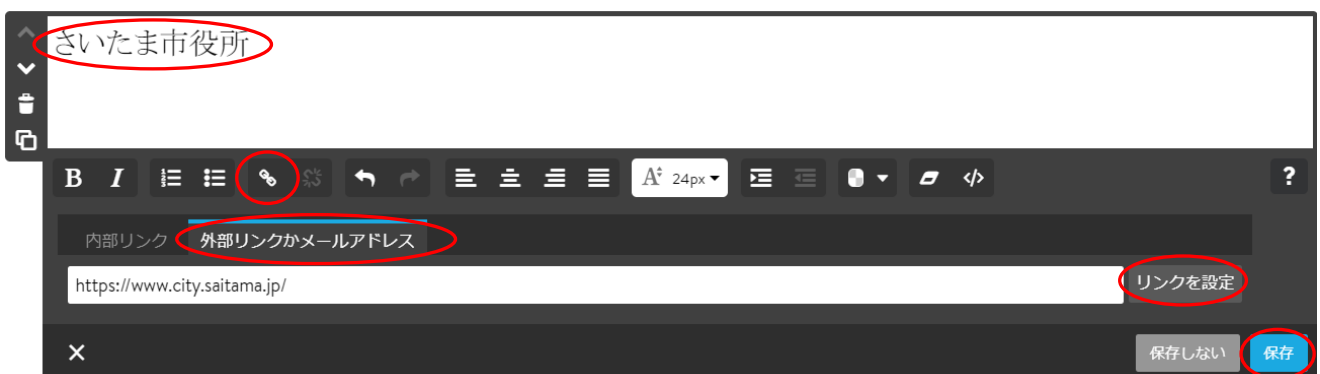 さいたま市役所
B I A 24px </> ?
内部リンク 外部リンクかメールアドレス
https://www.city.saitama.jp/ リンクを設定
保存しない 保存